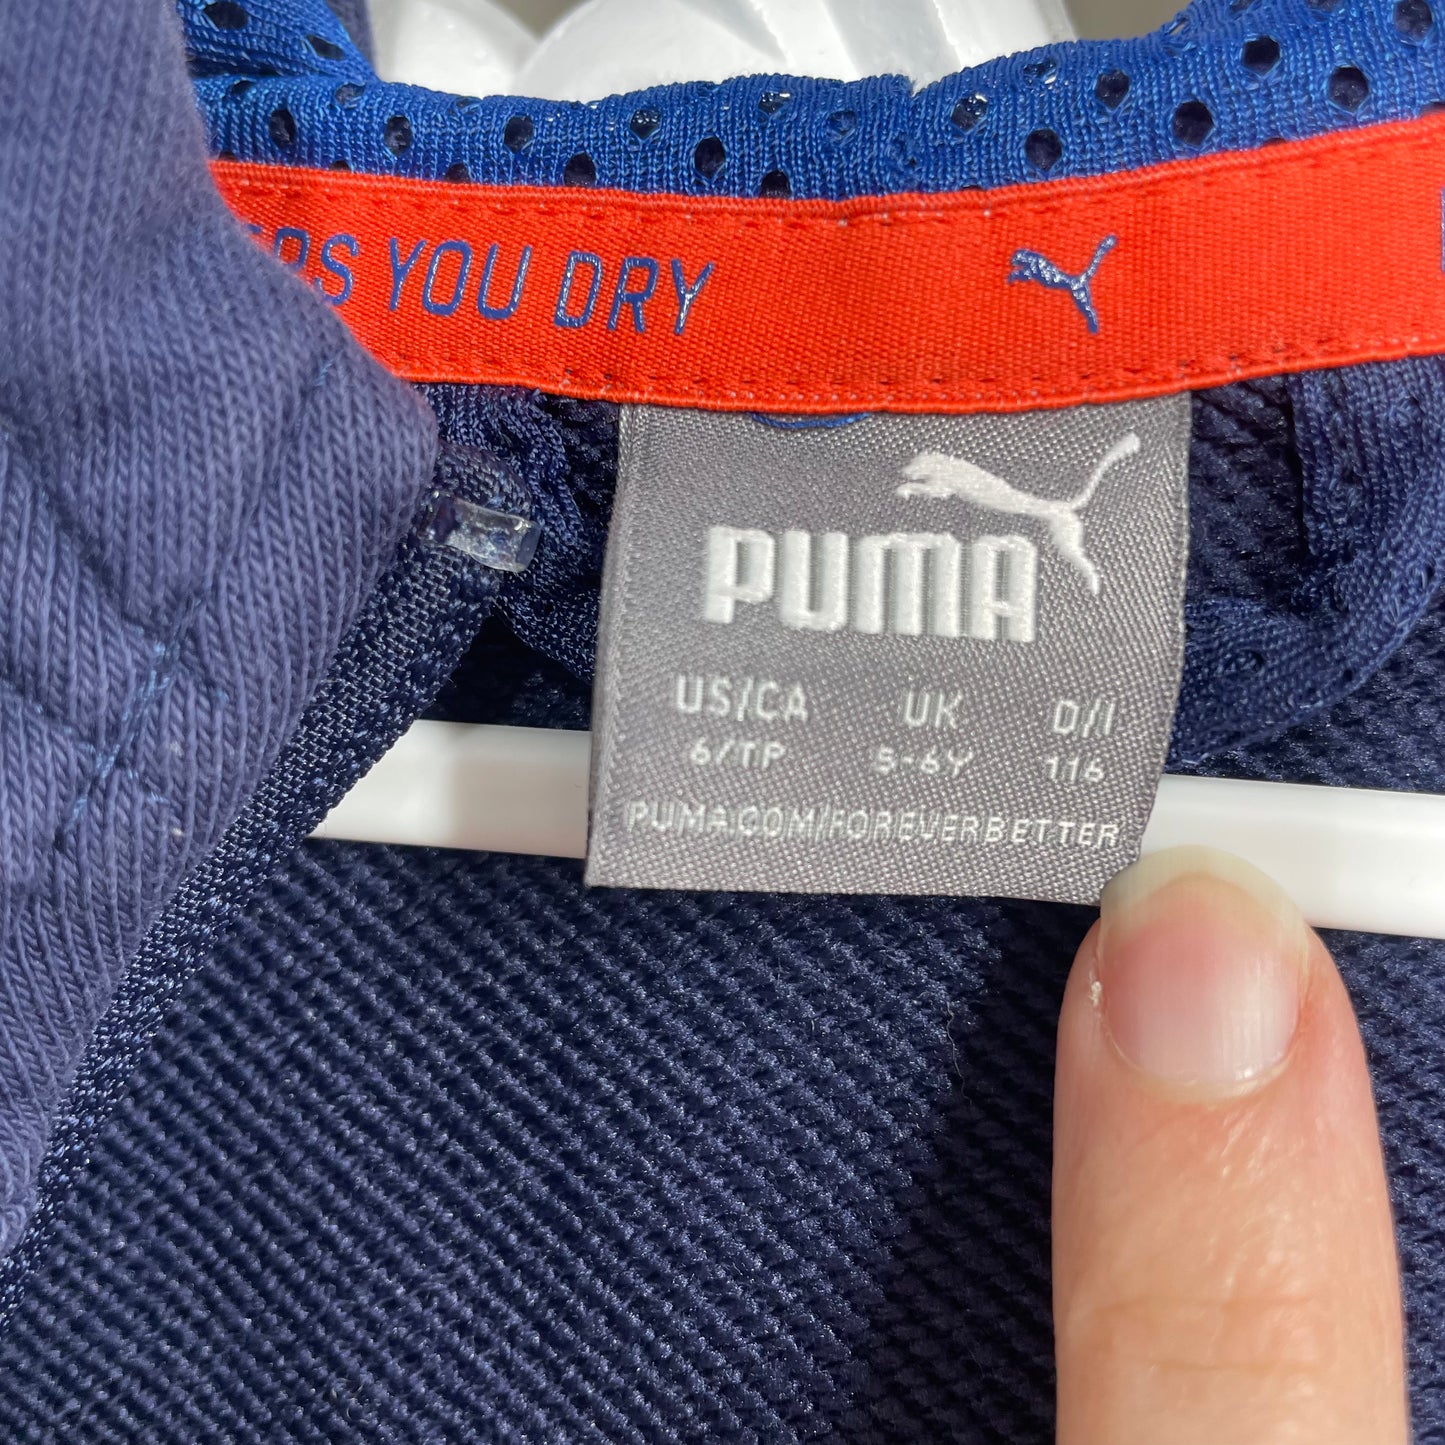 YOU DRY
PUMA
US/CA UK D/I
6/TP 5-6Y 116
PUMA.COM/FOREVERBETTER